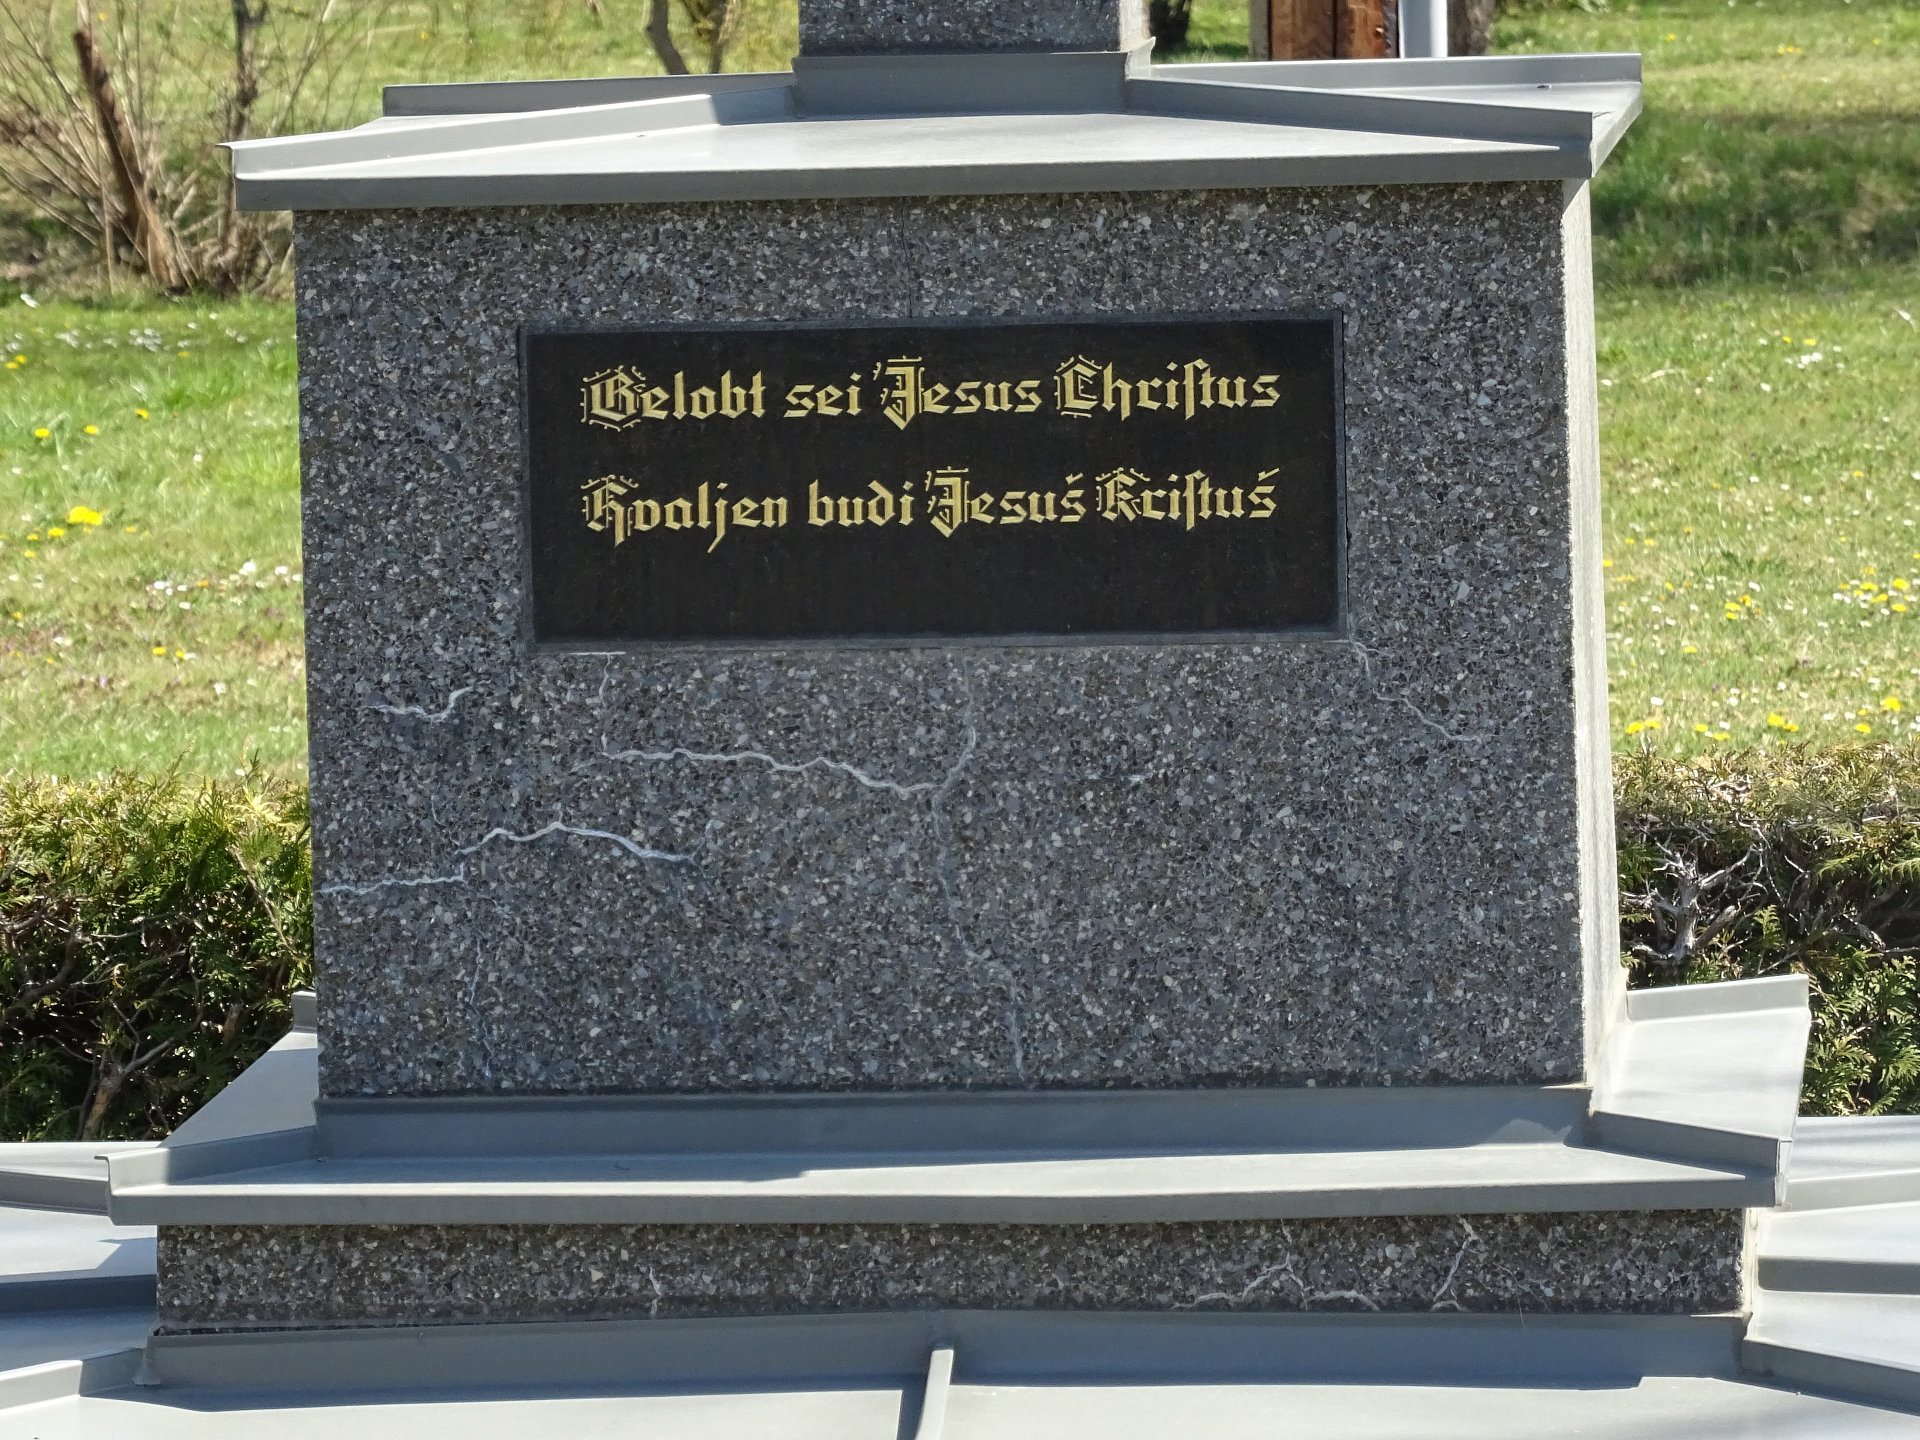 Gelobt sei Jesus Christus
Hvaljen budi Jesuš Kristuš